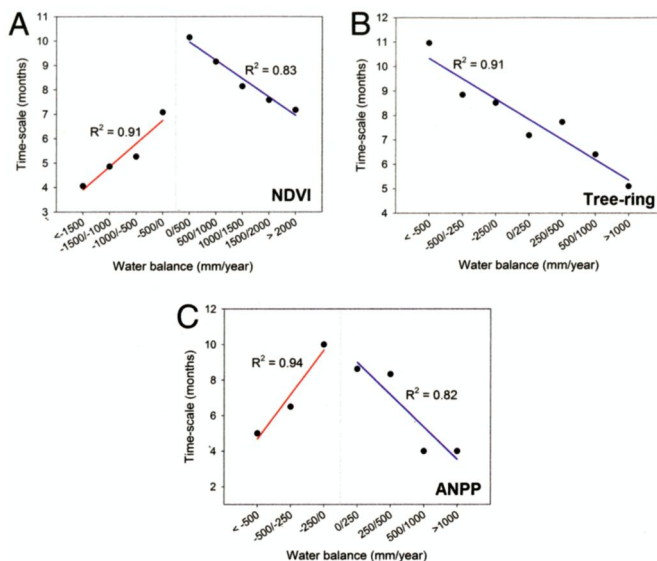 A
11
10
9
8
7
6
5
4
3
Time-scale (months)
R² = 0.91
R² = 0.83
NDVI
< -1500
-1500/-1000
-1000/-500
-500/0
0/500
500/1000
1000/1500
1500/2000
> 2000
Water balance (mm/year)
B
12
11
10
9
8
7
6
5
4
Time-scale (months)
R² = 0.91
Tree-ring
< -500
-500/-250
-250/0
0/250
250/500
500/1000
>1000
Water balance (mm/year)
C
12
10
8
6
4
2
Time-scale (months)
R² = 0.94
R² = 0.82
ANPP
< -500
-500/-250
-250/0
0/250
250/500
500/1000
>1000
Water balance (mm/year)